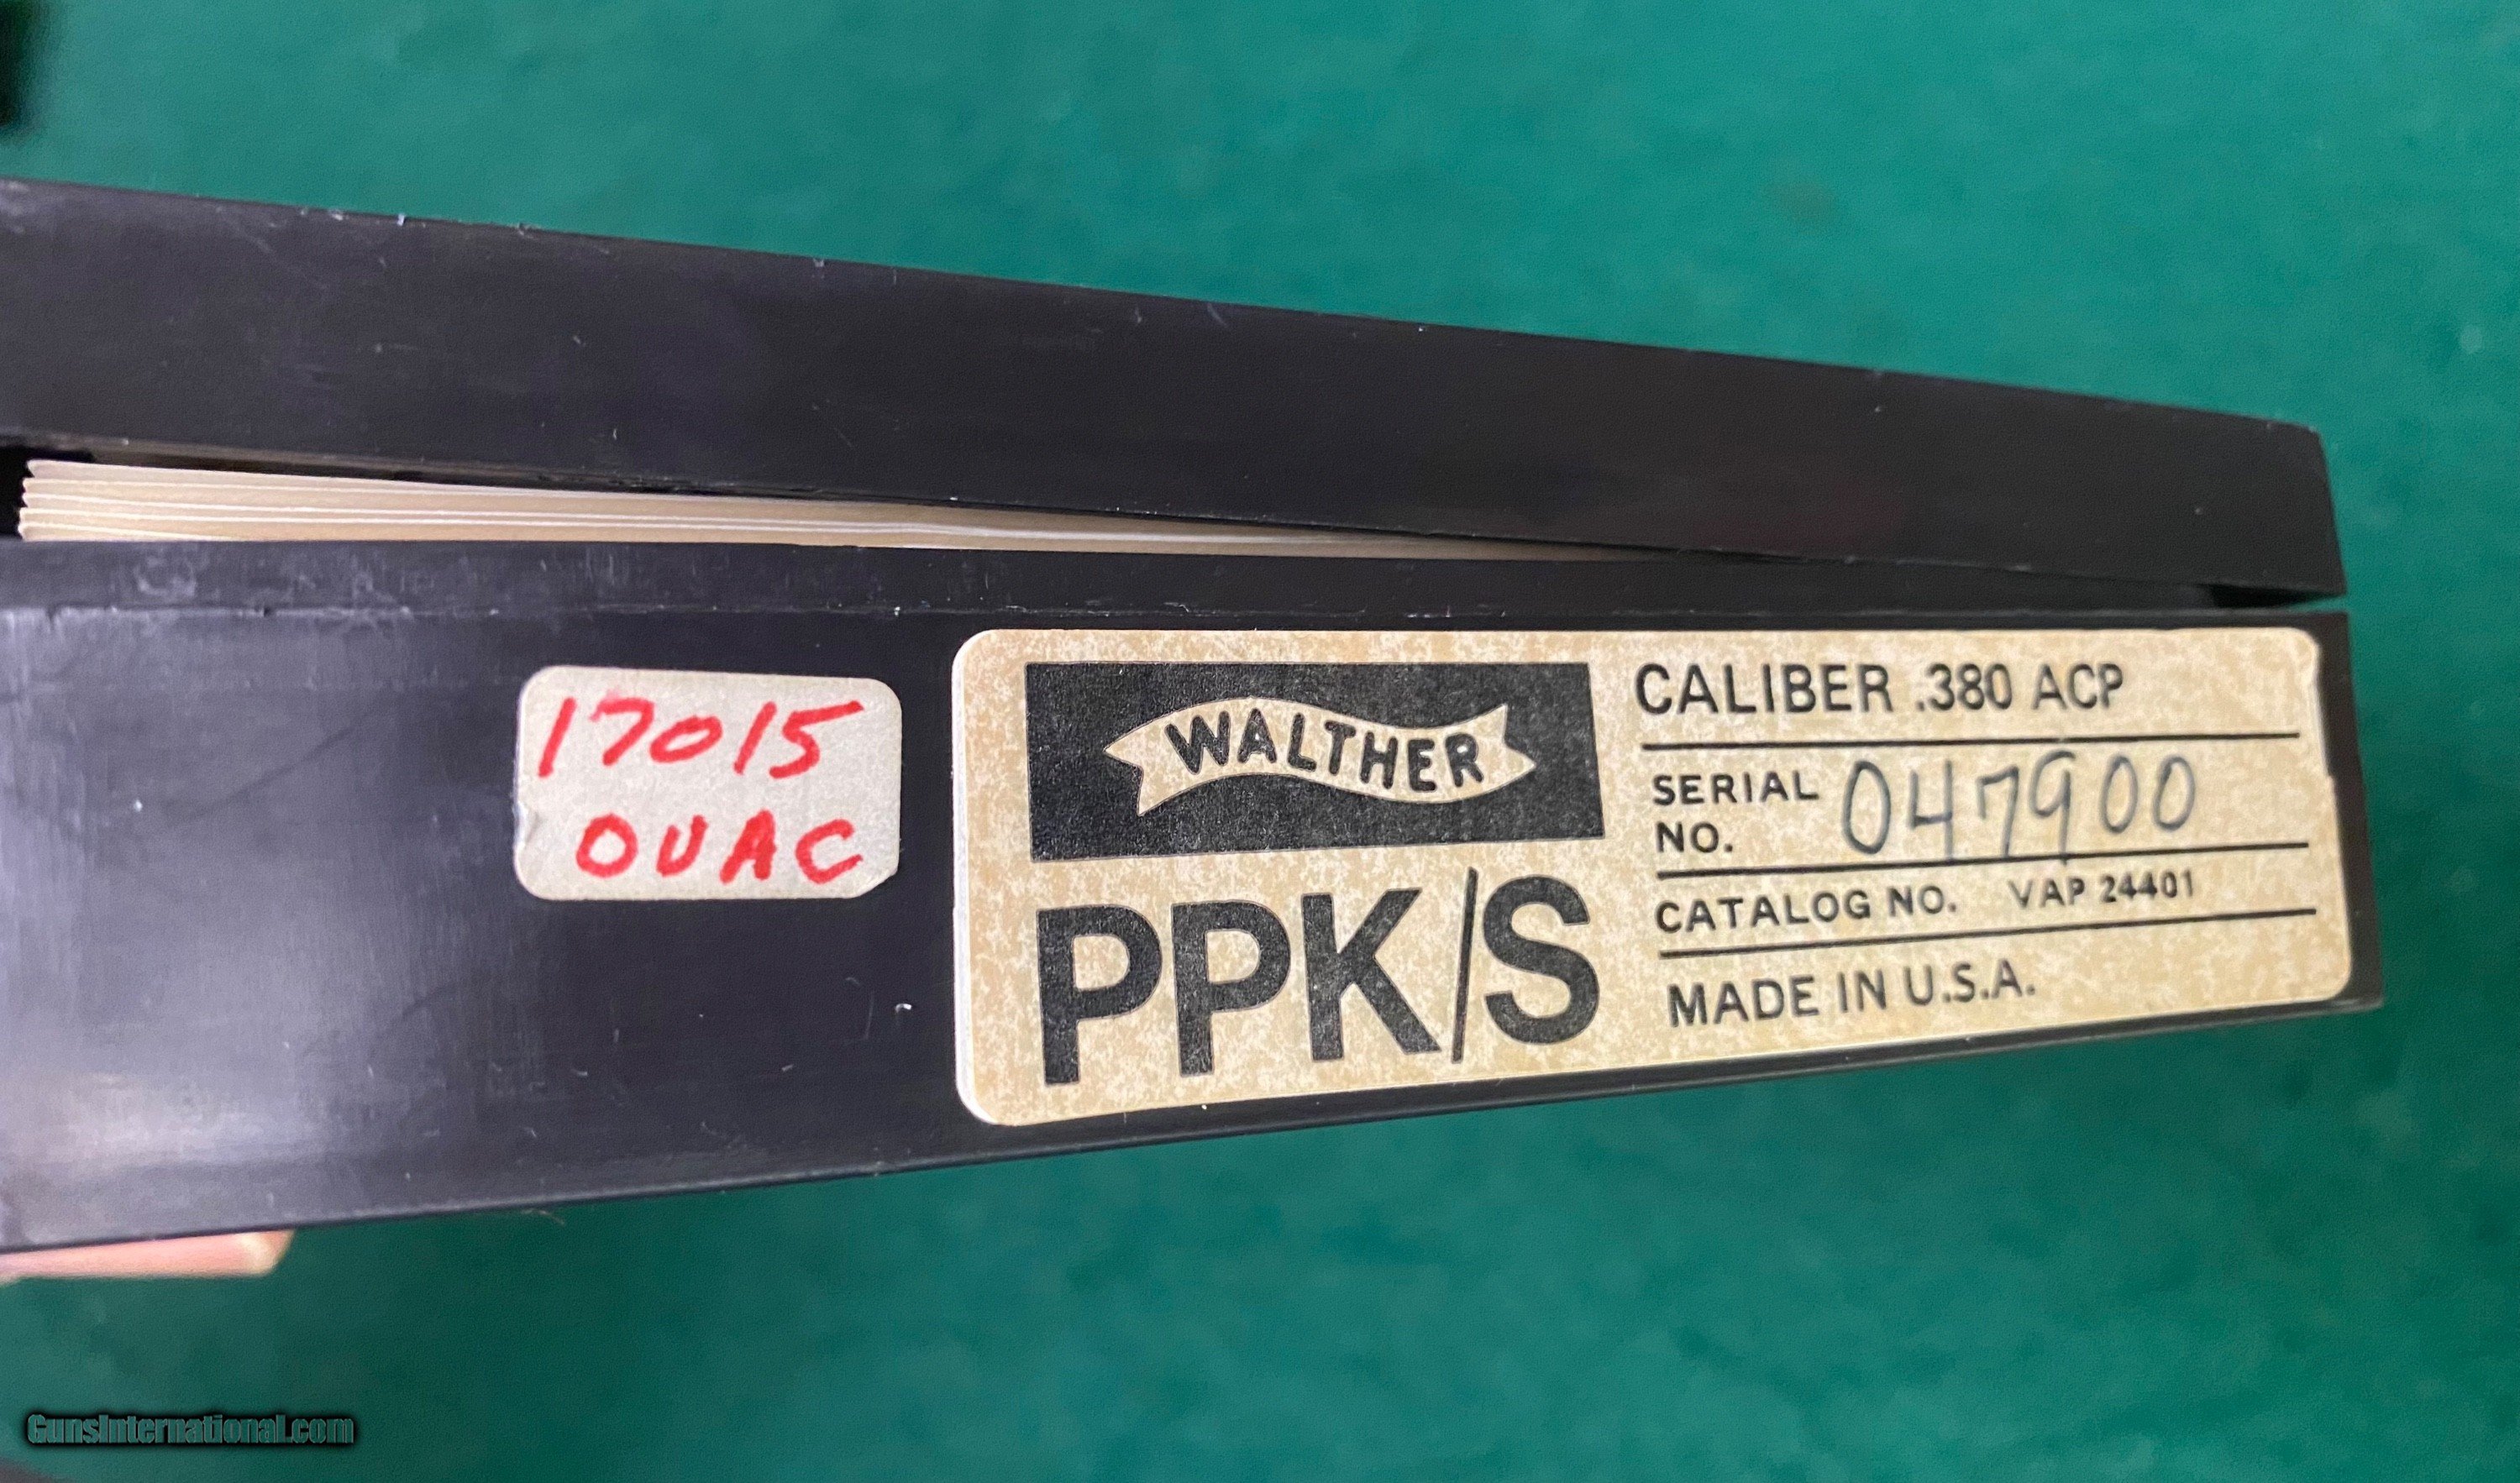 17015
OUAC
WALTHER
PPK/S
CALIBER .380 ACP
SERIAL NO. 047900
CATALOG NO. VAP 24401
MADE IN U.S.A.
GunsInternational.com